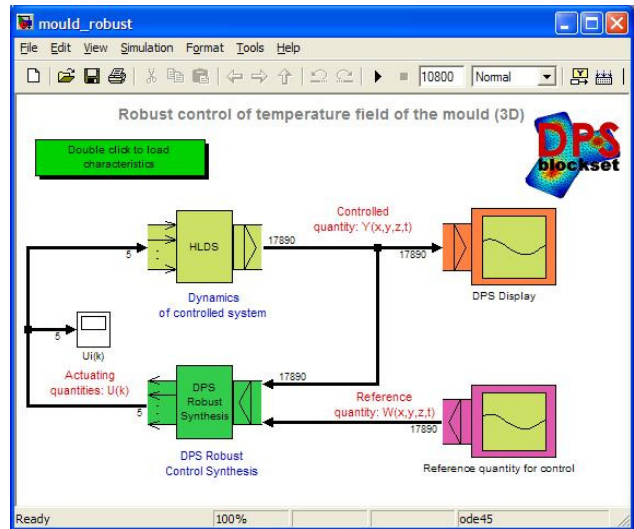 mould_robust
File Edit View Simulation Format Tools Help
10800 Normal
Robust control of temperature field of the mould (3D)
Double click to load
characteristics
DPS
blockset
Controlled
quantity: Y(x,y,z,t)
5
HLDS
17890
17890
Dynamics
of controlled system
DPS Display
5
Ui(k)
Actuating
quantities: U(k)
5
DPS
Robust
Synthesis
17890
Reference
quantity: W(x,y,z,t)
17890
DPS Robust
Control Synthesis
Reference quantity for control
Ready 100% ode45